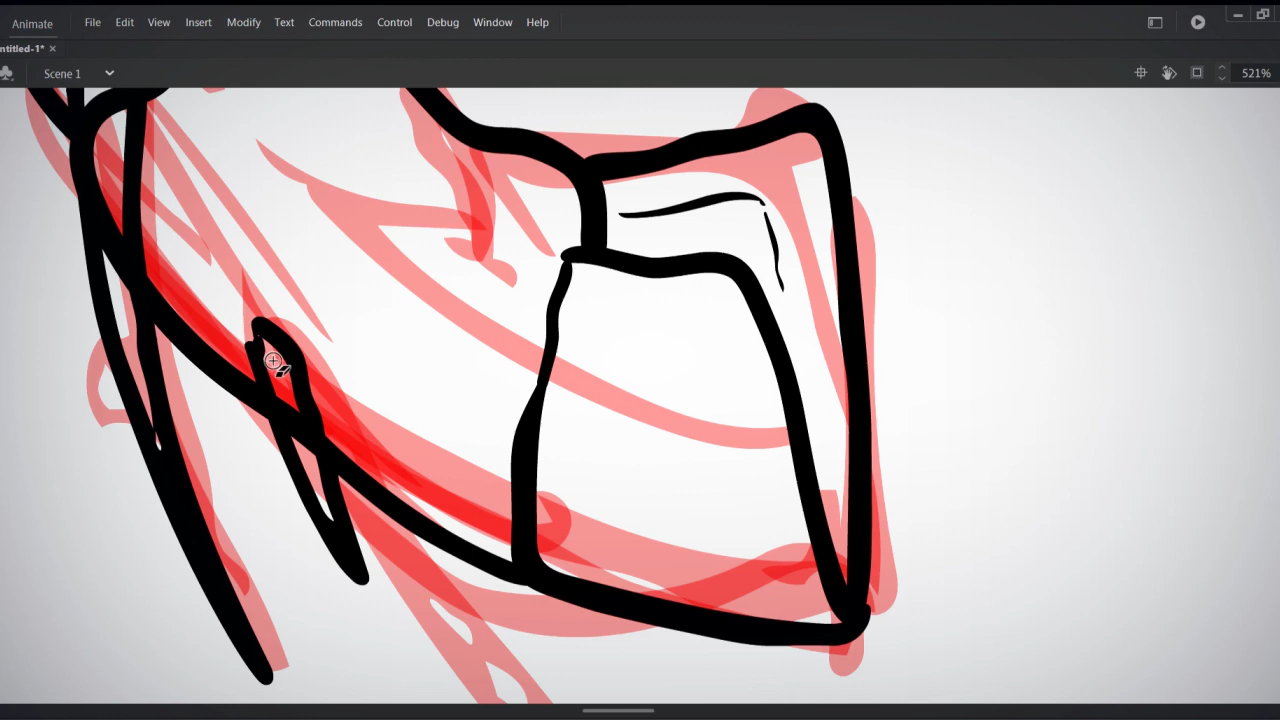 Animate File Edit View Insert Modify Text Commands Control Debug Window Help
ntitled-1*
Scene 1 521%